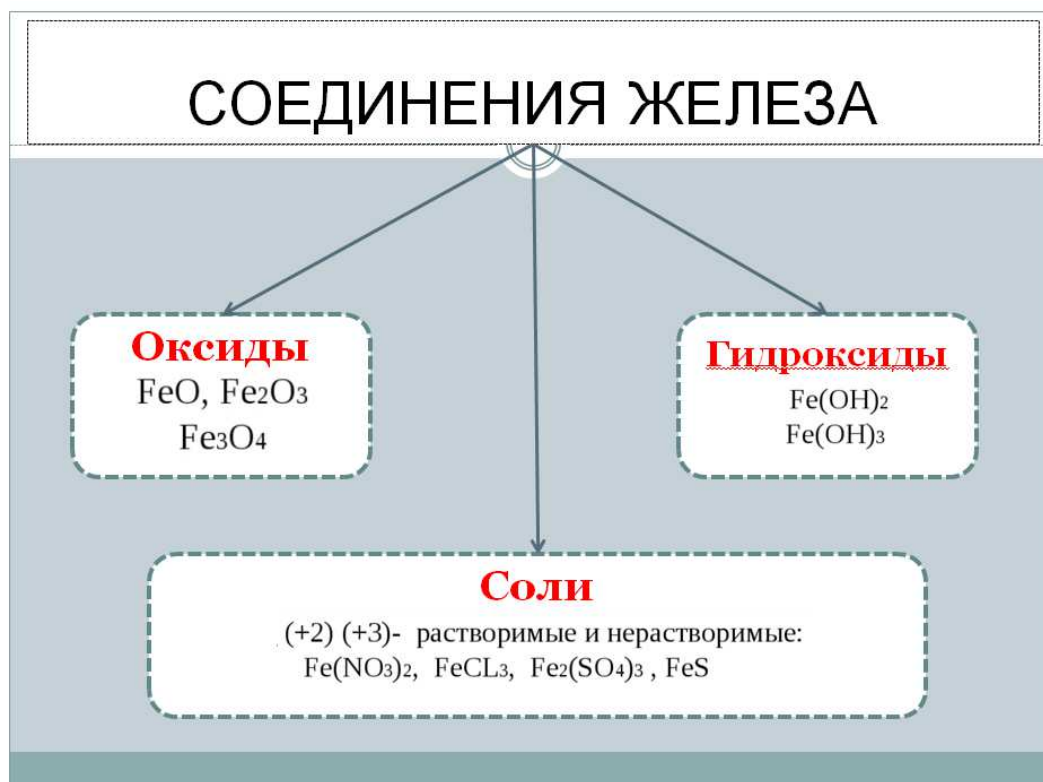 СОЕДИНЕНИЯ ЖЕЛЕЗА
Оксиды
FeO, Fe2O3
Fe3O4
Гидроксиды
Fe(OH)2
Fe(OH)3
Соли
(+2) (+3)- растворимые и нерастворимые:
Fe(NO3)2, FeCL3, Fe2(SO4)3 , FeS